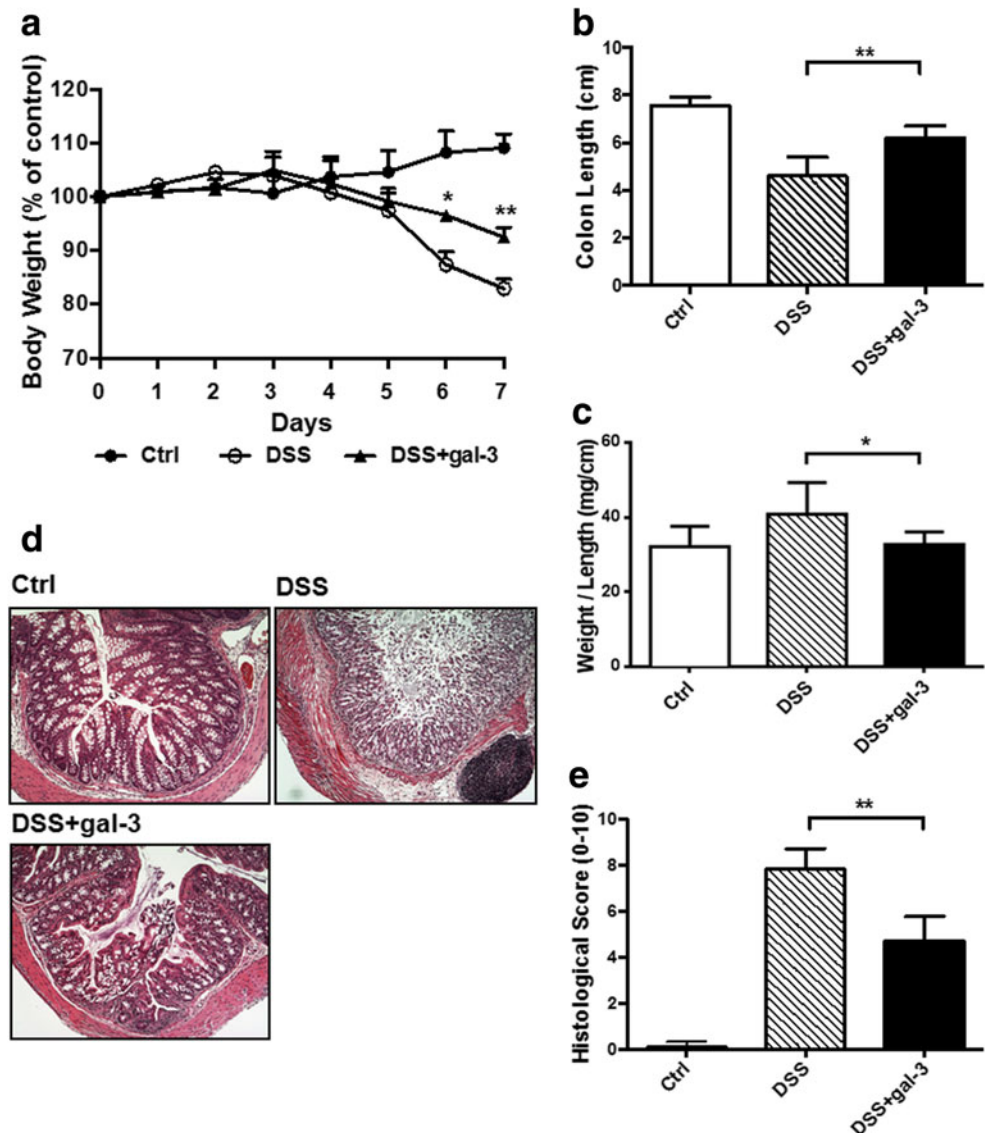 a
Body Weight (% of control)
120
110
100
90
80
70
*
**
0 1 2 3 4 5 6 7
Days
Ctrl DSS DSS+gal-3
b
Colon Length (cm)
10
8
6
4
2
0
**
Ctrl
DSS
DSS+gal-3
c
Weight / Length (mg/cm)
60
40
20
0
*
Ctrl
DSS
DSS+gal-3
d
Ctrl
DSS
DSS+gal-3
e
Histological Score (0-10)
10
8
6
4
2
0
**
Ctrl
DSS
DSS+gal-3